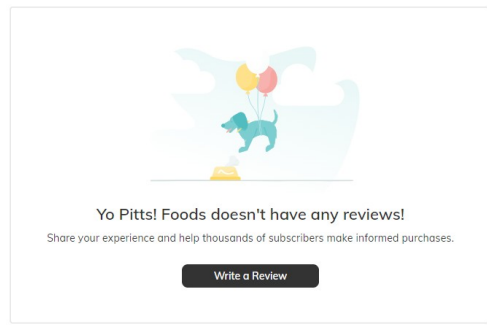 Yo Pitts! Foods doesn't have any reviews!
Share your experience and help thousands of subscribers make informed purchases.
Write a Review